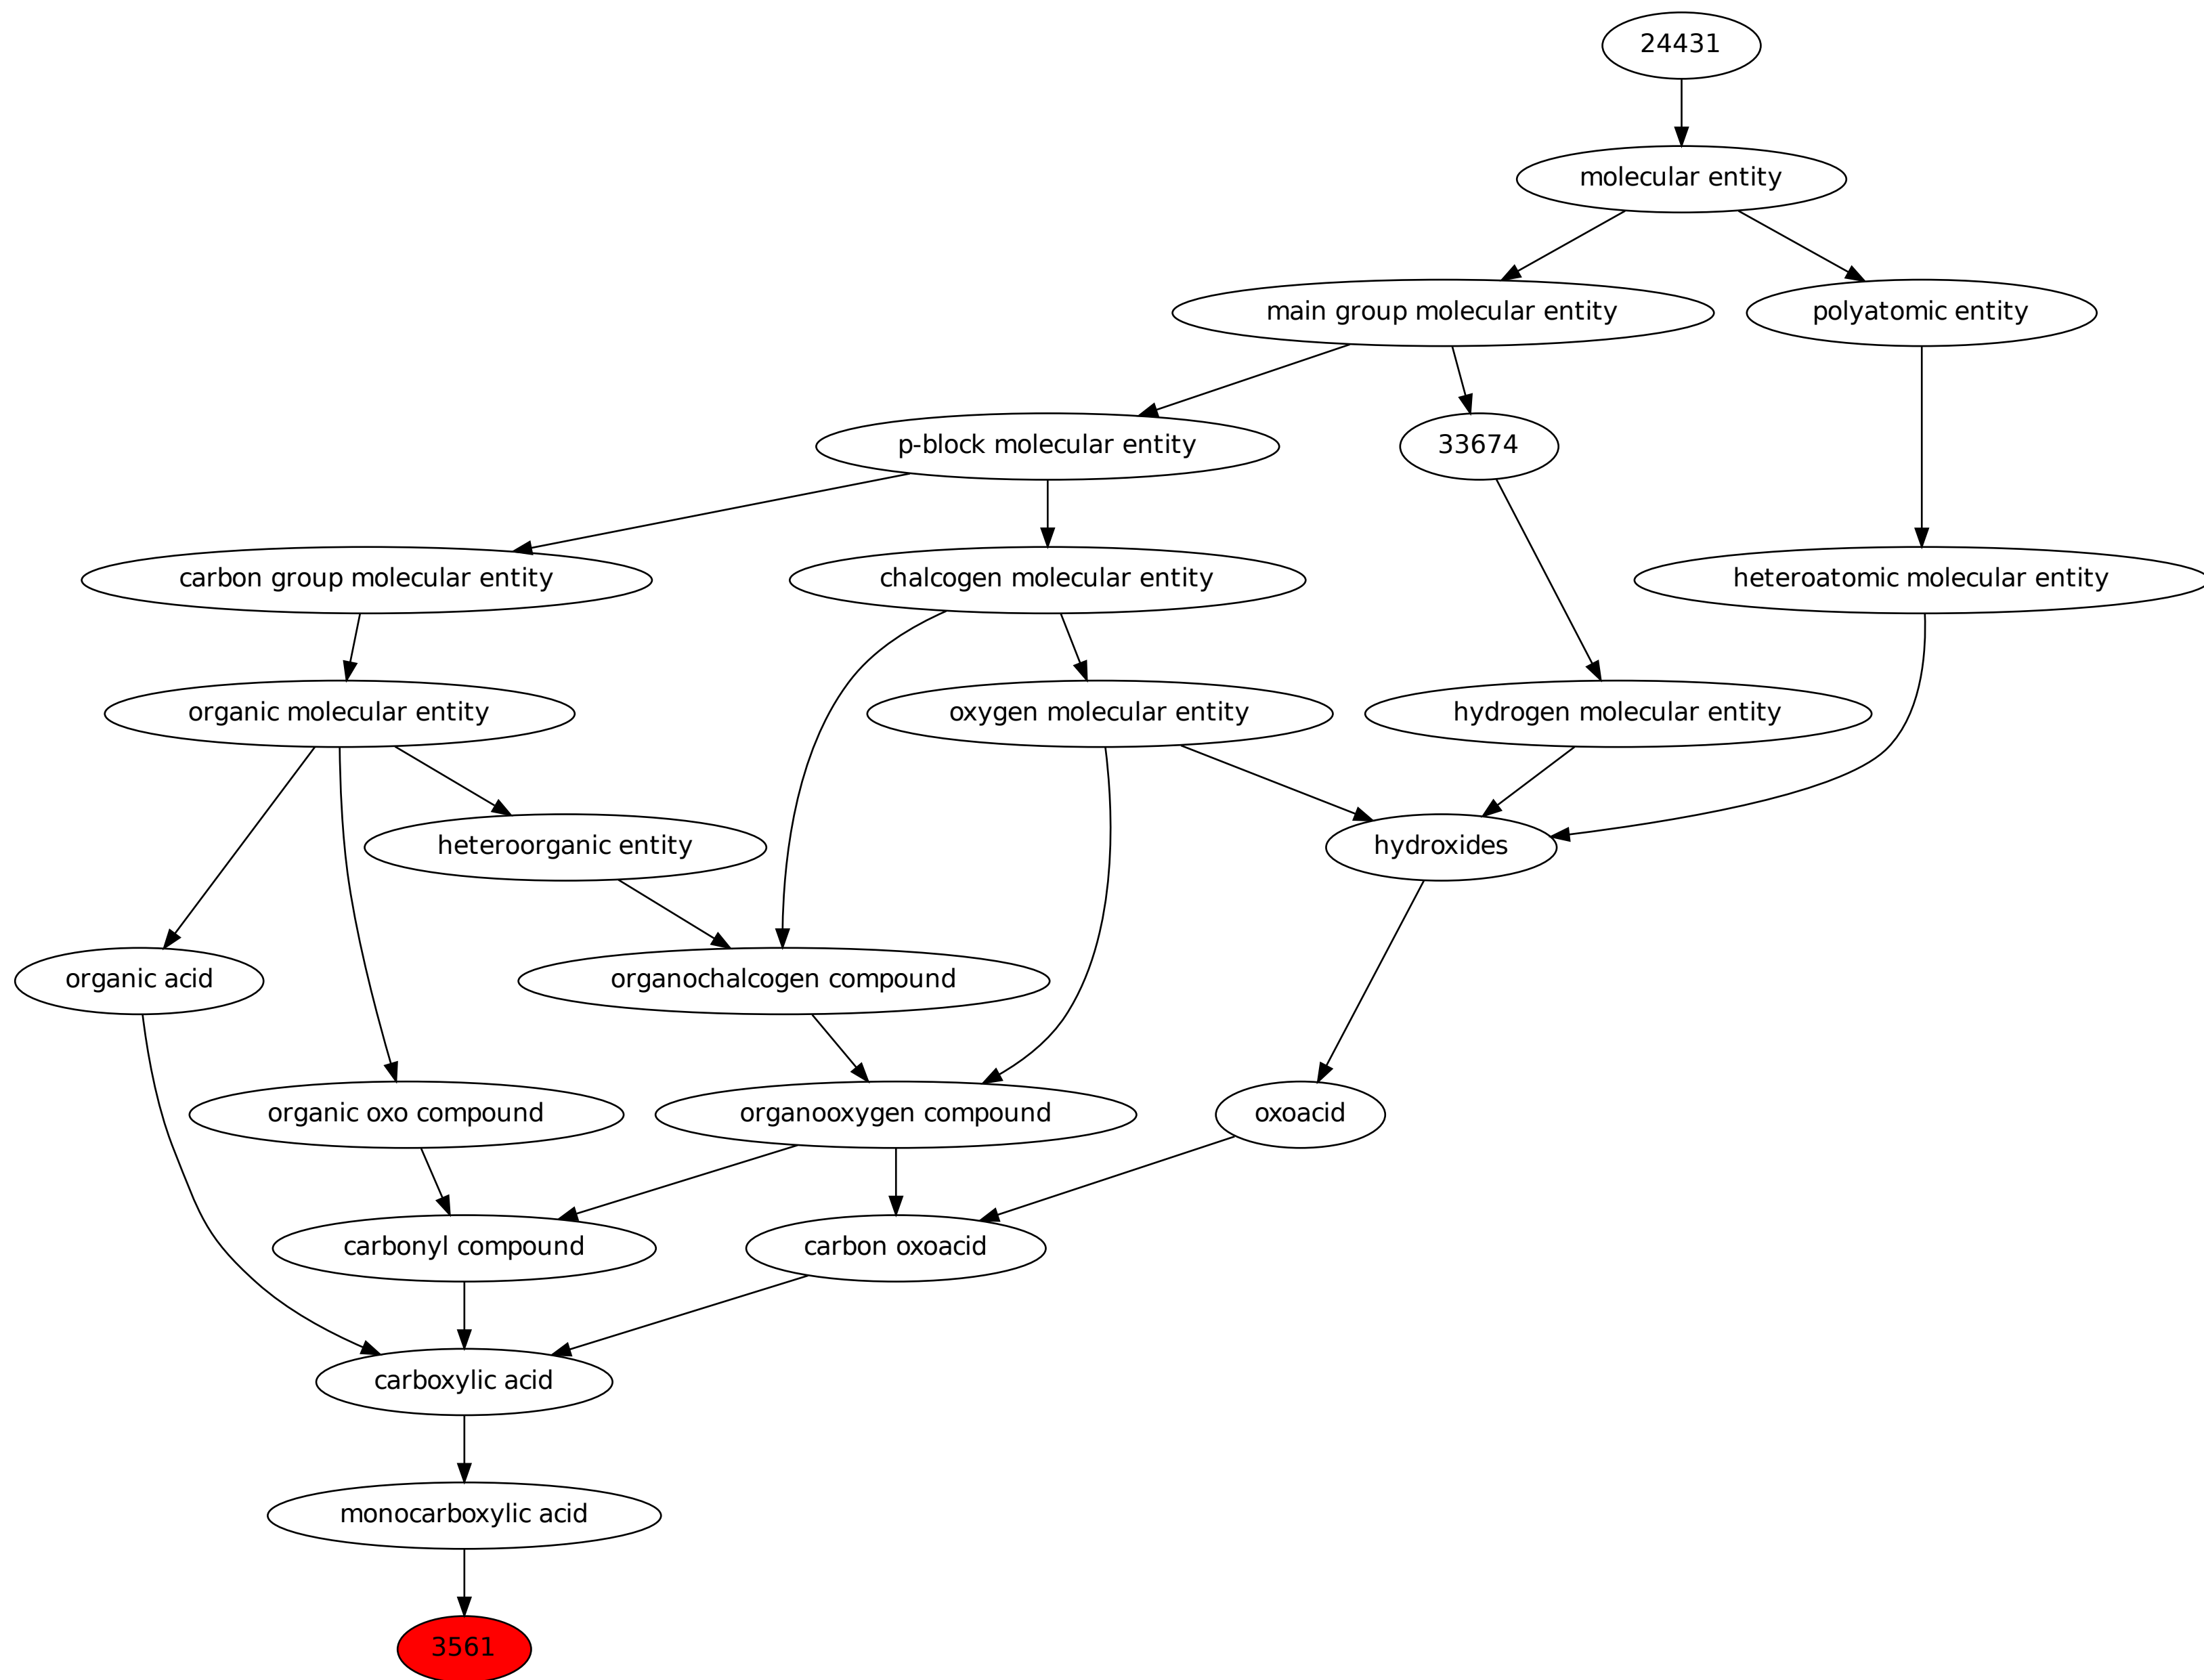 24431
molecular entity
main group molecular entity
polyatomic entity
p-block molecular entity
33674
carbon group molecular entity
chalcogen molecular entity
heteroatomic molecular entity
organic molecular entity
oxygen molecular entity
hydrogen molecular entity
heteroorganic entity
hydroxides
organic acid
organochalcogen compound
organic oxo compound
organooxygen compound
oxoacid
carbonyl compound
carbon oxoacid
carboxylic acid
monocarboxylic acid
3561